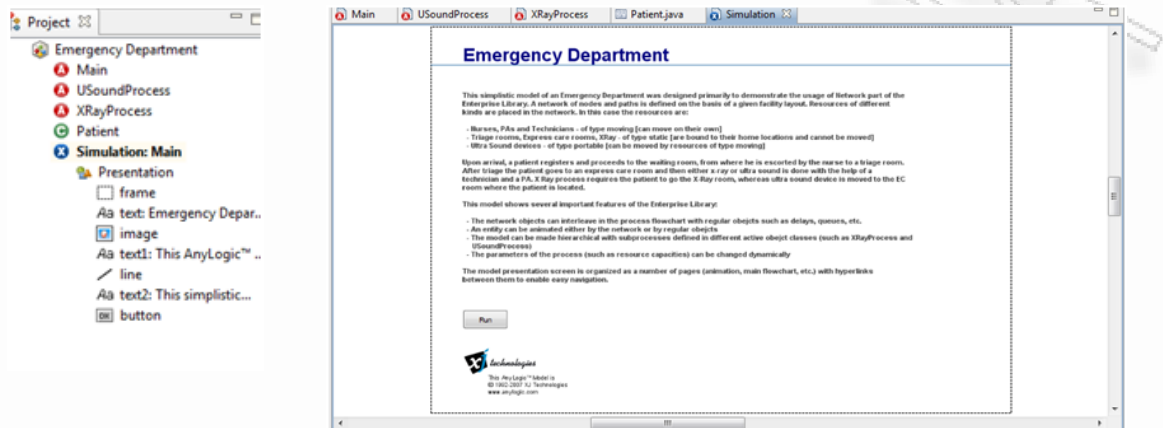 Project
Emergency Department
Main
USoundProcess
XRayProcess
Patient
Simulation: Main
Presentation
frame
Aa text: Emergency Depar..
image
Aa text1: This AnyLogic™ ..
line
Aa text2: This simplistic...
OK button
Main USoundProcess XRayProcess Patient.java Simulation
Emergency Department
This simplistic model of an Emergency Department was designed primarily to demonstrate the usage of Network part of the
Enterprise Library. A network of nodes and paths is defined on the basis of a given facility layout. Resources of different
kinds are placed in the network. In this case the resources are:
- Nurses, PAs and Technicians - of type moving [can move on their own]
- Triage rooms, Express care rooms, XRay - of type static [are bound to their home locations and cannot be moved]
- Ultra Sound devices - of type portable [can be moved by resources of type moving]
Upon arrival, a patient registers and proceeds to the waiting room, from where he is escorted by the nurse to a triage room.
After triage the patient goes to an express care room and then either x-ray or ultra sound is done with the help of a
technician and a PA. X Ray process requires the patient to go the X-Ray room, whereas ultra sound device is moved to the EC
room where the patient is located.
This model shows several important features of the Enterprise Library:
- The network objects can interleave in the process flowchart with regular obejcts such as delays, queues, etc.
- An entity can be animated either by the network or by regular obejcts
- The model can be made hierarchical with subprocesses defined in different active obejct classes (such as XRayProcess and
USoundProcess)
- The parameters of the process (such as resource capacities) can be changed dynamically
The model presentation screen is organized as a number of pages (animation, main flowchart, etc.) with hyperlinks
between them to enable easy navigation.
Run
xj technologies
This AnyLogic™ Model is
© 1992-2007 XJ Technologies
www.anylogic.com